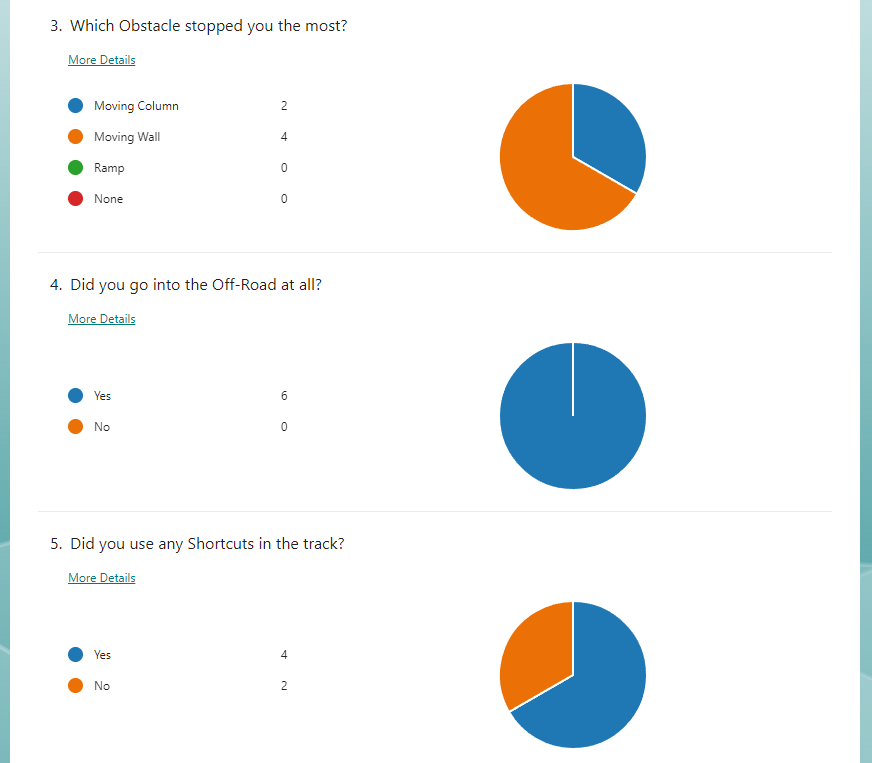 3. Which Obstacle stopped you the most?
More Details
Moving Column 2
Moving Wall 4
Ramp 0
None 0
4. Did you go into the Off-Road at all?
More Details
Yes 6
No 0
5. Did you use any Shortcuts in the track?
More Details
Yes 4
No 2